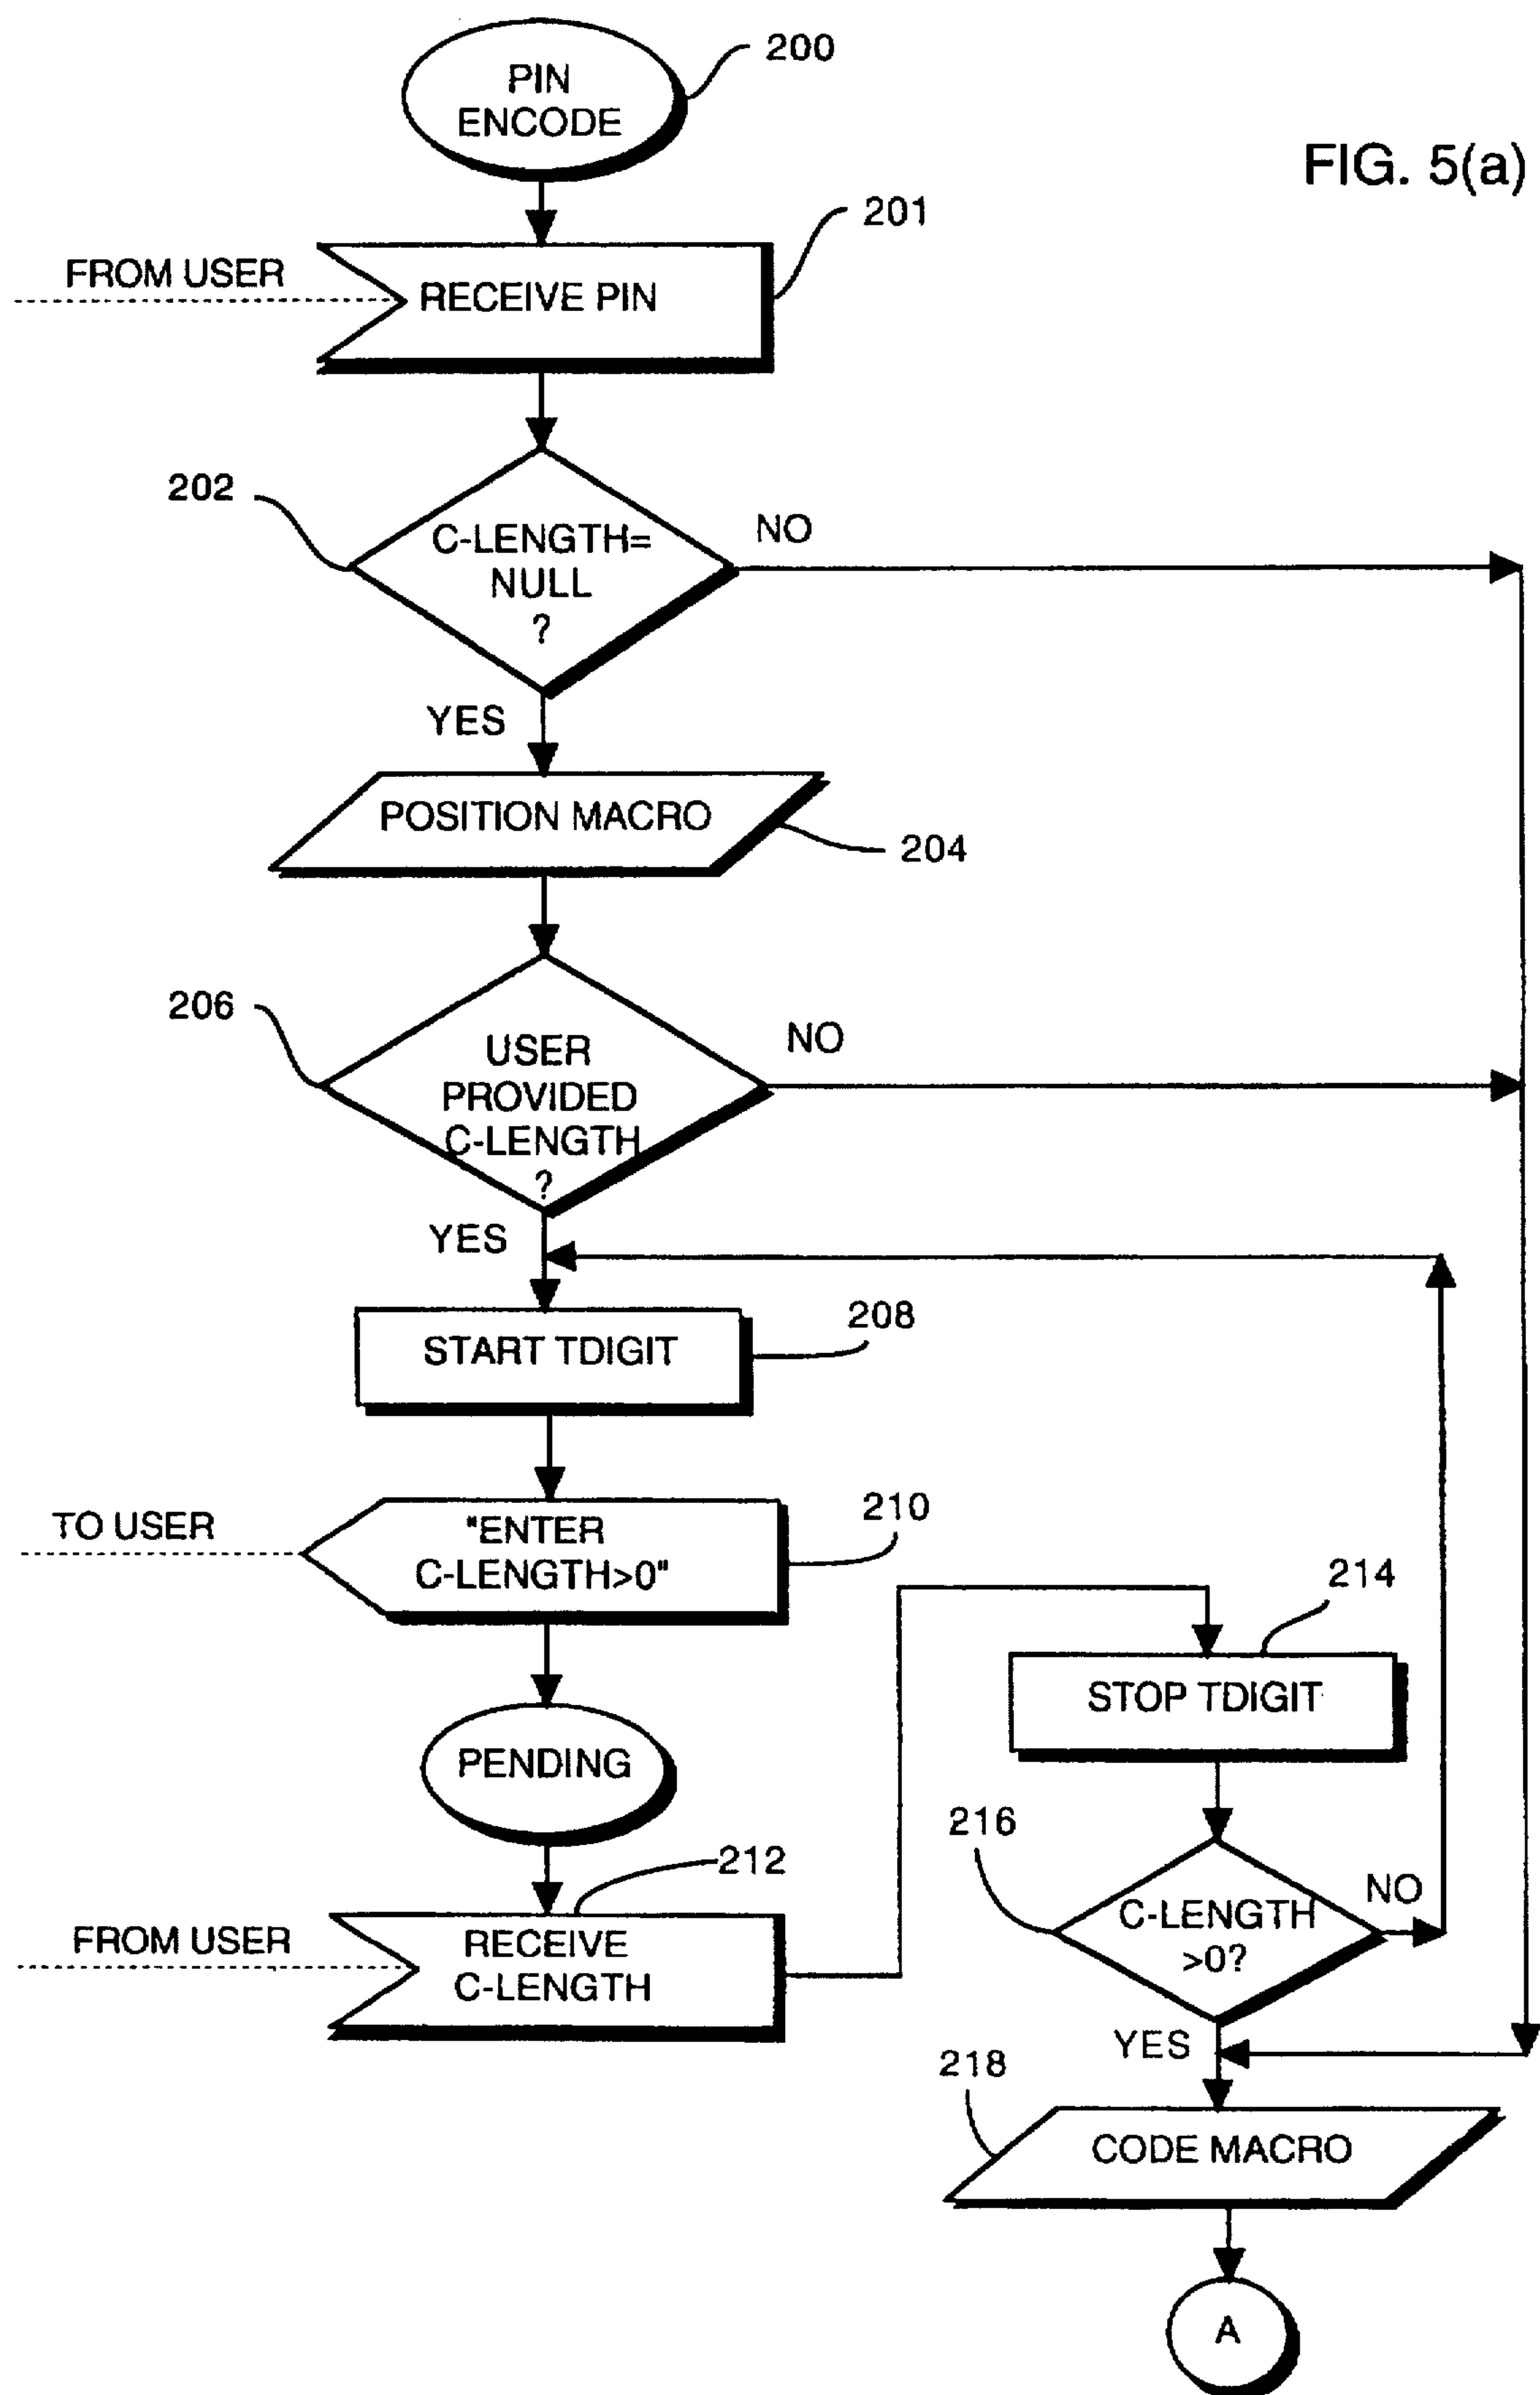 200
PIN
ENCODE
FIG. 5(a)
201
FROM USER
RECEIVE PIN
202
C-LENGTH=
NULL
?
NO
YES
POSITION MACRO
204
206
USER
PROVIDED
C-LENGTH
?
NO
YES
START TDIGIT
208
TO USER
"ENTER
C-LENGTH>0"
210
214
STOP TDIGIT
PENDING
216
C-LENGTH
>0?
NO
212
FROM USER
RECEIVE
C-LENGTH
YES
218
CODE MACRO
A